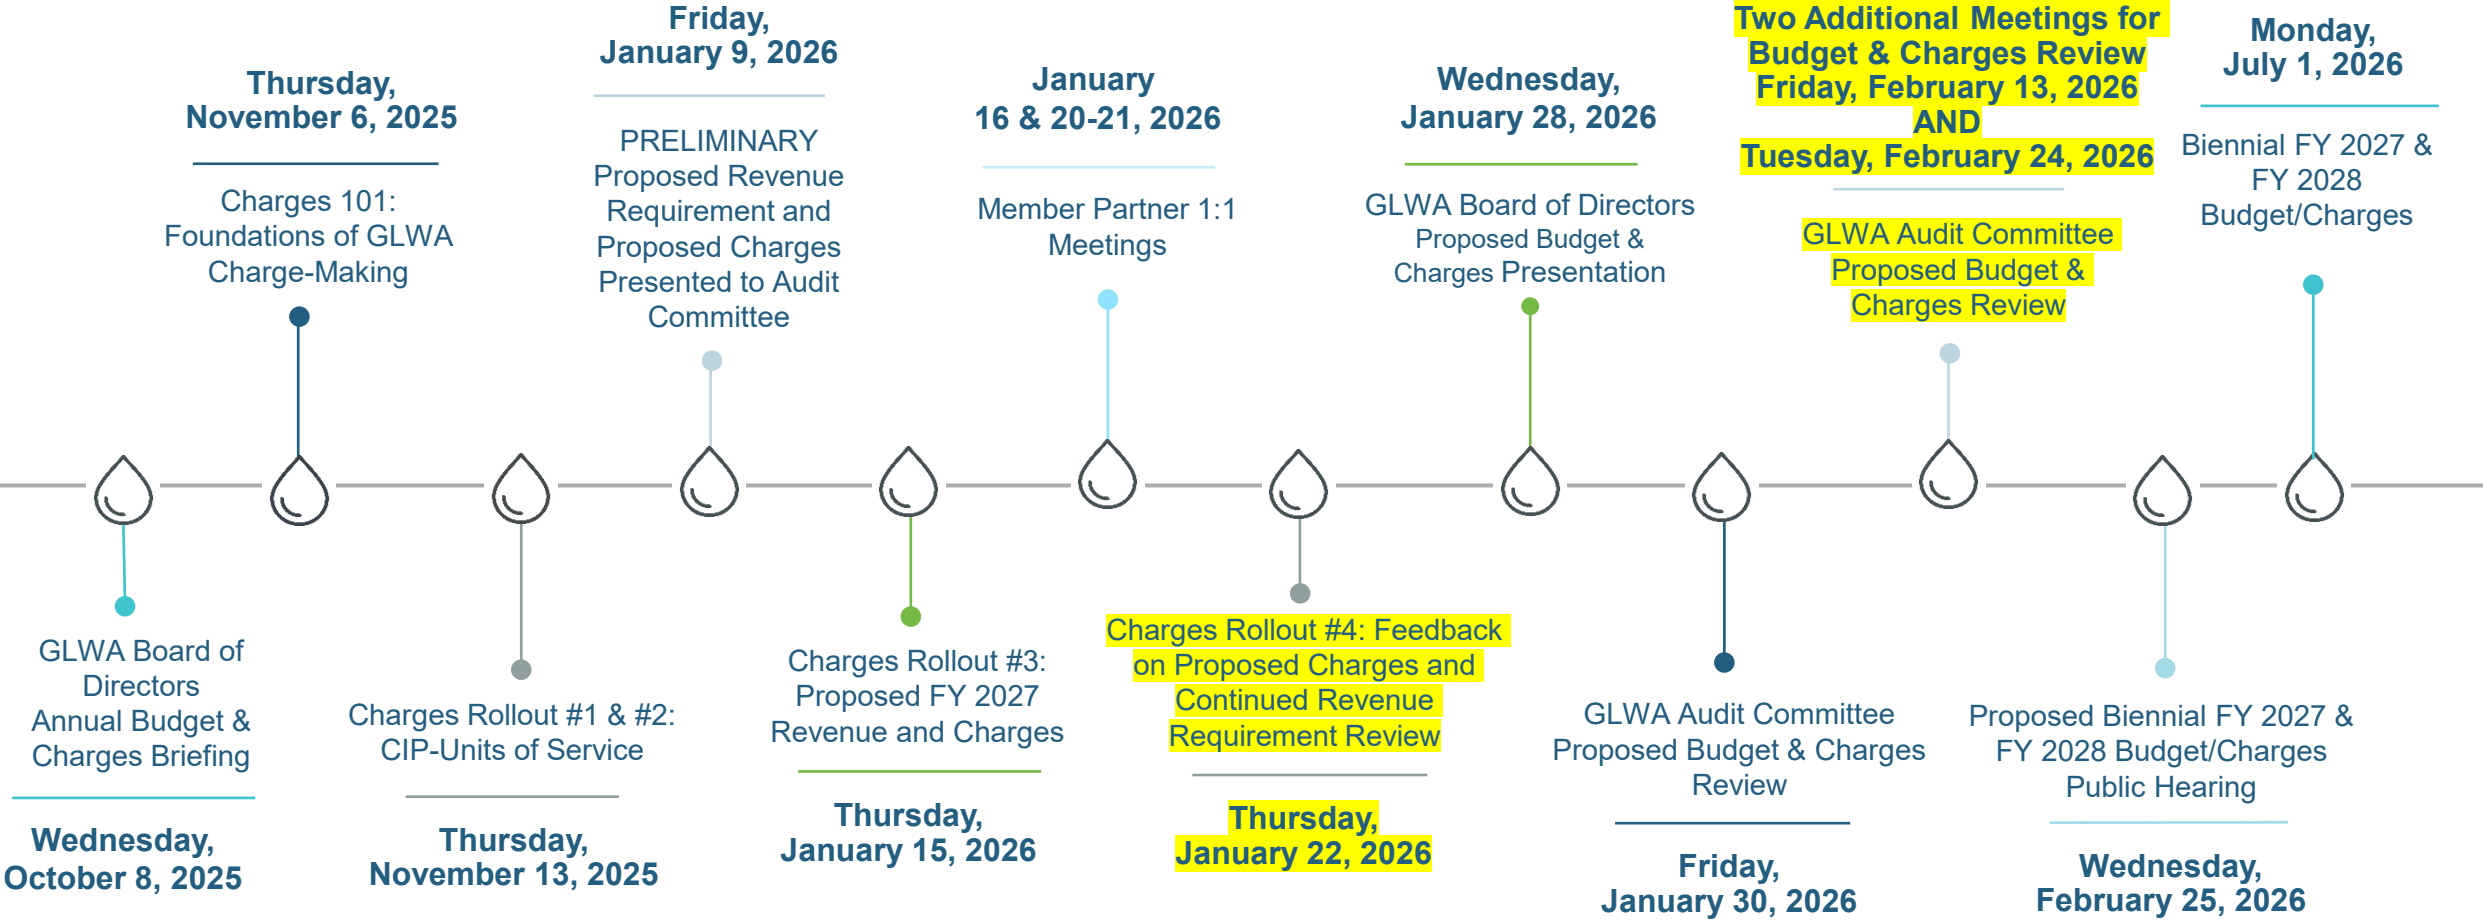 Wednesday,
October 8, 2025
GLWA Board of
Directors
Annual Budget &
Charges Briefing
Thursday,
November 6, 2025
Charges 101:
Foundations of GLWA
Charge-Making
Charges Rollout #1 & #2:
CIP-Units of Service
Thursday,
November 13, 2025
Friday,
January 9, 2026
PRELIMINARY
Proposed Revenue
Requirement and
Proposed Charges
Presented to Audit
Committee
Charges Rollout #3:
Proposed FY 2027
Revenue and Charges
Thursday,
January 15, 2026
January
16 & 20-21, 2026
Member Partner 1:1
Meetings
Charges Rollout #4: Feedback
on Proposed Charges and
Continued Revenue
Requirement Review
Thursday,
January 22, 2026
Wednesday,
January 28, 2026
GLWA Board of Directors
Proposed Budget &
Charges Presentation
GLWA Audit Committee
Proposed Budget & Charges
Review
Friday,
January 30, 2026
Two Additional Meetings for
Budget & Charges Review
Friday, February 13, 2026
AND
Tuesday, February 24, 2026
GLWA Audit Committee
Proposed Budget &
Charges Review
Proposed Biennial FY 2027 &
FY 2028 Budget/Charges
Public Hearing
Wednesday,
February 25, 2026
Monday,
July 1, 2026
Biennial FY 2027 &
FY 2028
Budget/Charges